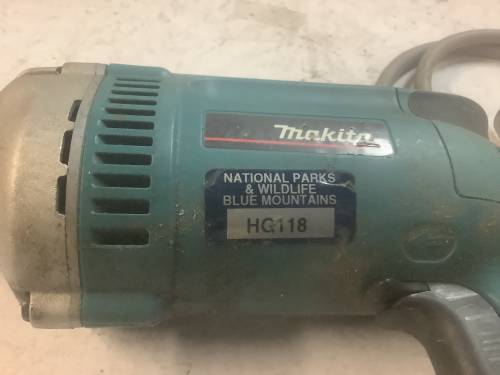 makita
NATIONAL PARKS
& WILDLIFE
BLUE MOUNTAINS
HG118